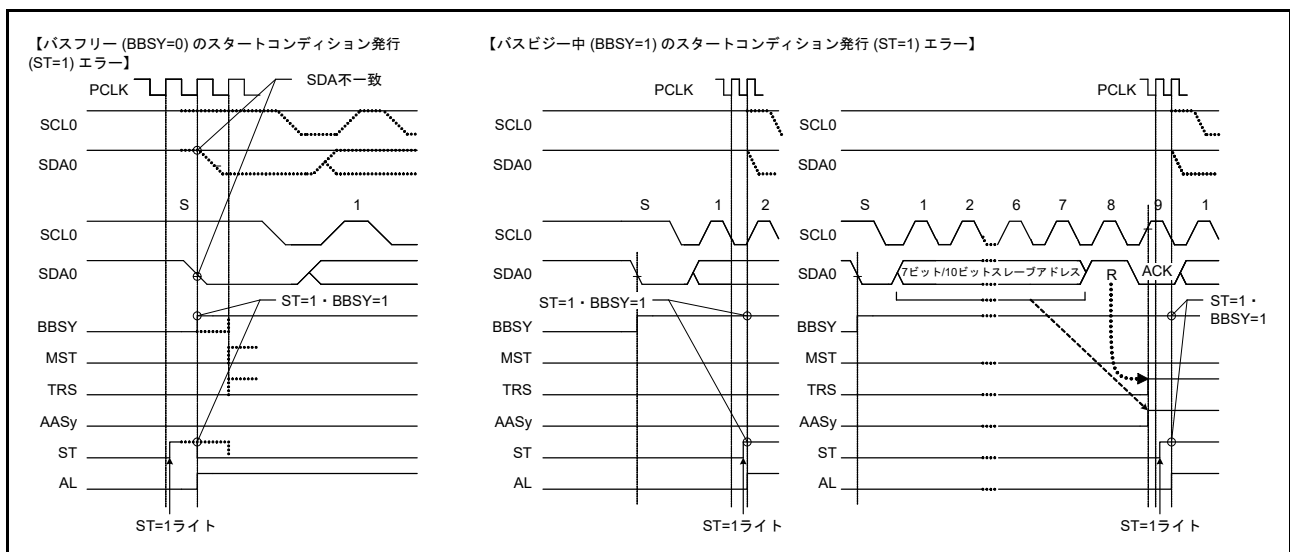 【バスフリー (BBSY=0) のスタートコンディション発行
(ST=1) エラー】
PCLK
SDA不一致
SCL0
SDA0
S 1
SCL0
SDA0
ST=1・BBSY=1
BBSY
MST
TRS
AASy
ST
AL
ST=1ライト
【バスビジー中 (BBSY=1) のスタートコンディション発行 (ST=1) エラー】
PCLK
SCL0
SDA0
S 1 2
SCL0
SDA0
ST=1・BBSY=1
BBSY
MST
TRS
AASy
ST
AL
ST=1ライト
PCLK
SCL0
SDA0
S 1 2 6 7 8 9 1
SCL0
SDA0
7ビット/10ビットスレーブアドレス
R
ACK
ST=1・
BBSY=1
BBSY
MST
TRS
AASy
ST
AL
ST=1ライト